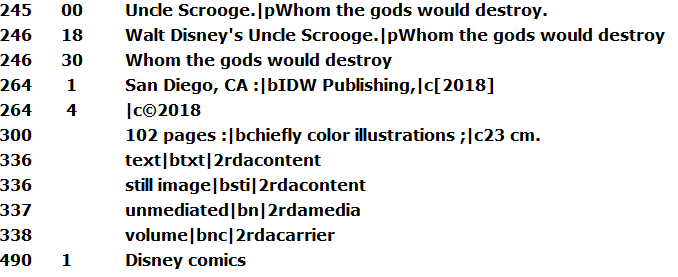 245 00 Uncle Scrooge.|pWhom the gods would destroy.
246 18 Walt Disney's Uncle Scrooge.|pWhom the gods would destroy
246 30 Whom the gods would destroy
264 1 San Diego, CA :|bIDW Publishing,|c[2018]
264 4 |c©2018
300 102 pages :|bchiefly color illustrations ;|c23 cm.
336 text|btxt|2rdacontent
336 still image|bsti|2rdacontent
337 unmediated|bn|2rdamedia
338 volume|bnc|2rdacarrier
490 1 Disney comics